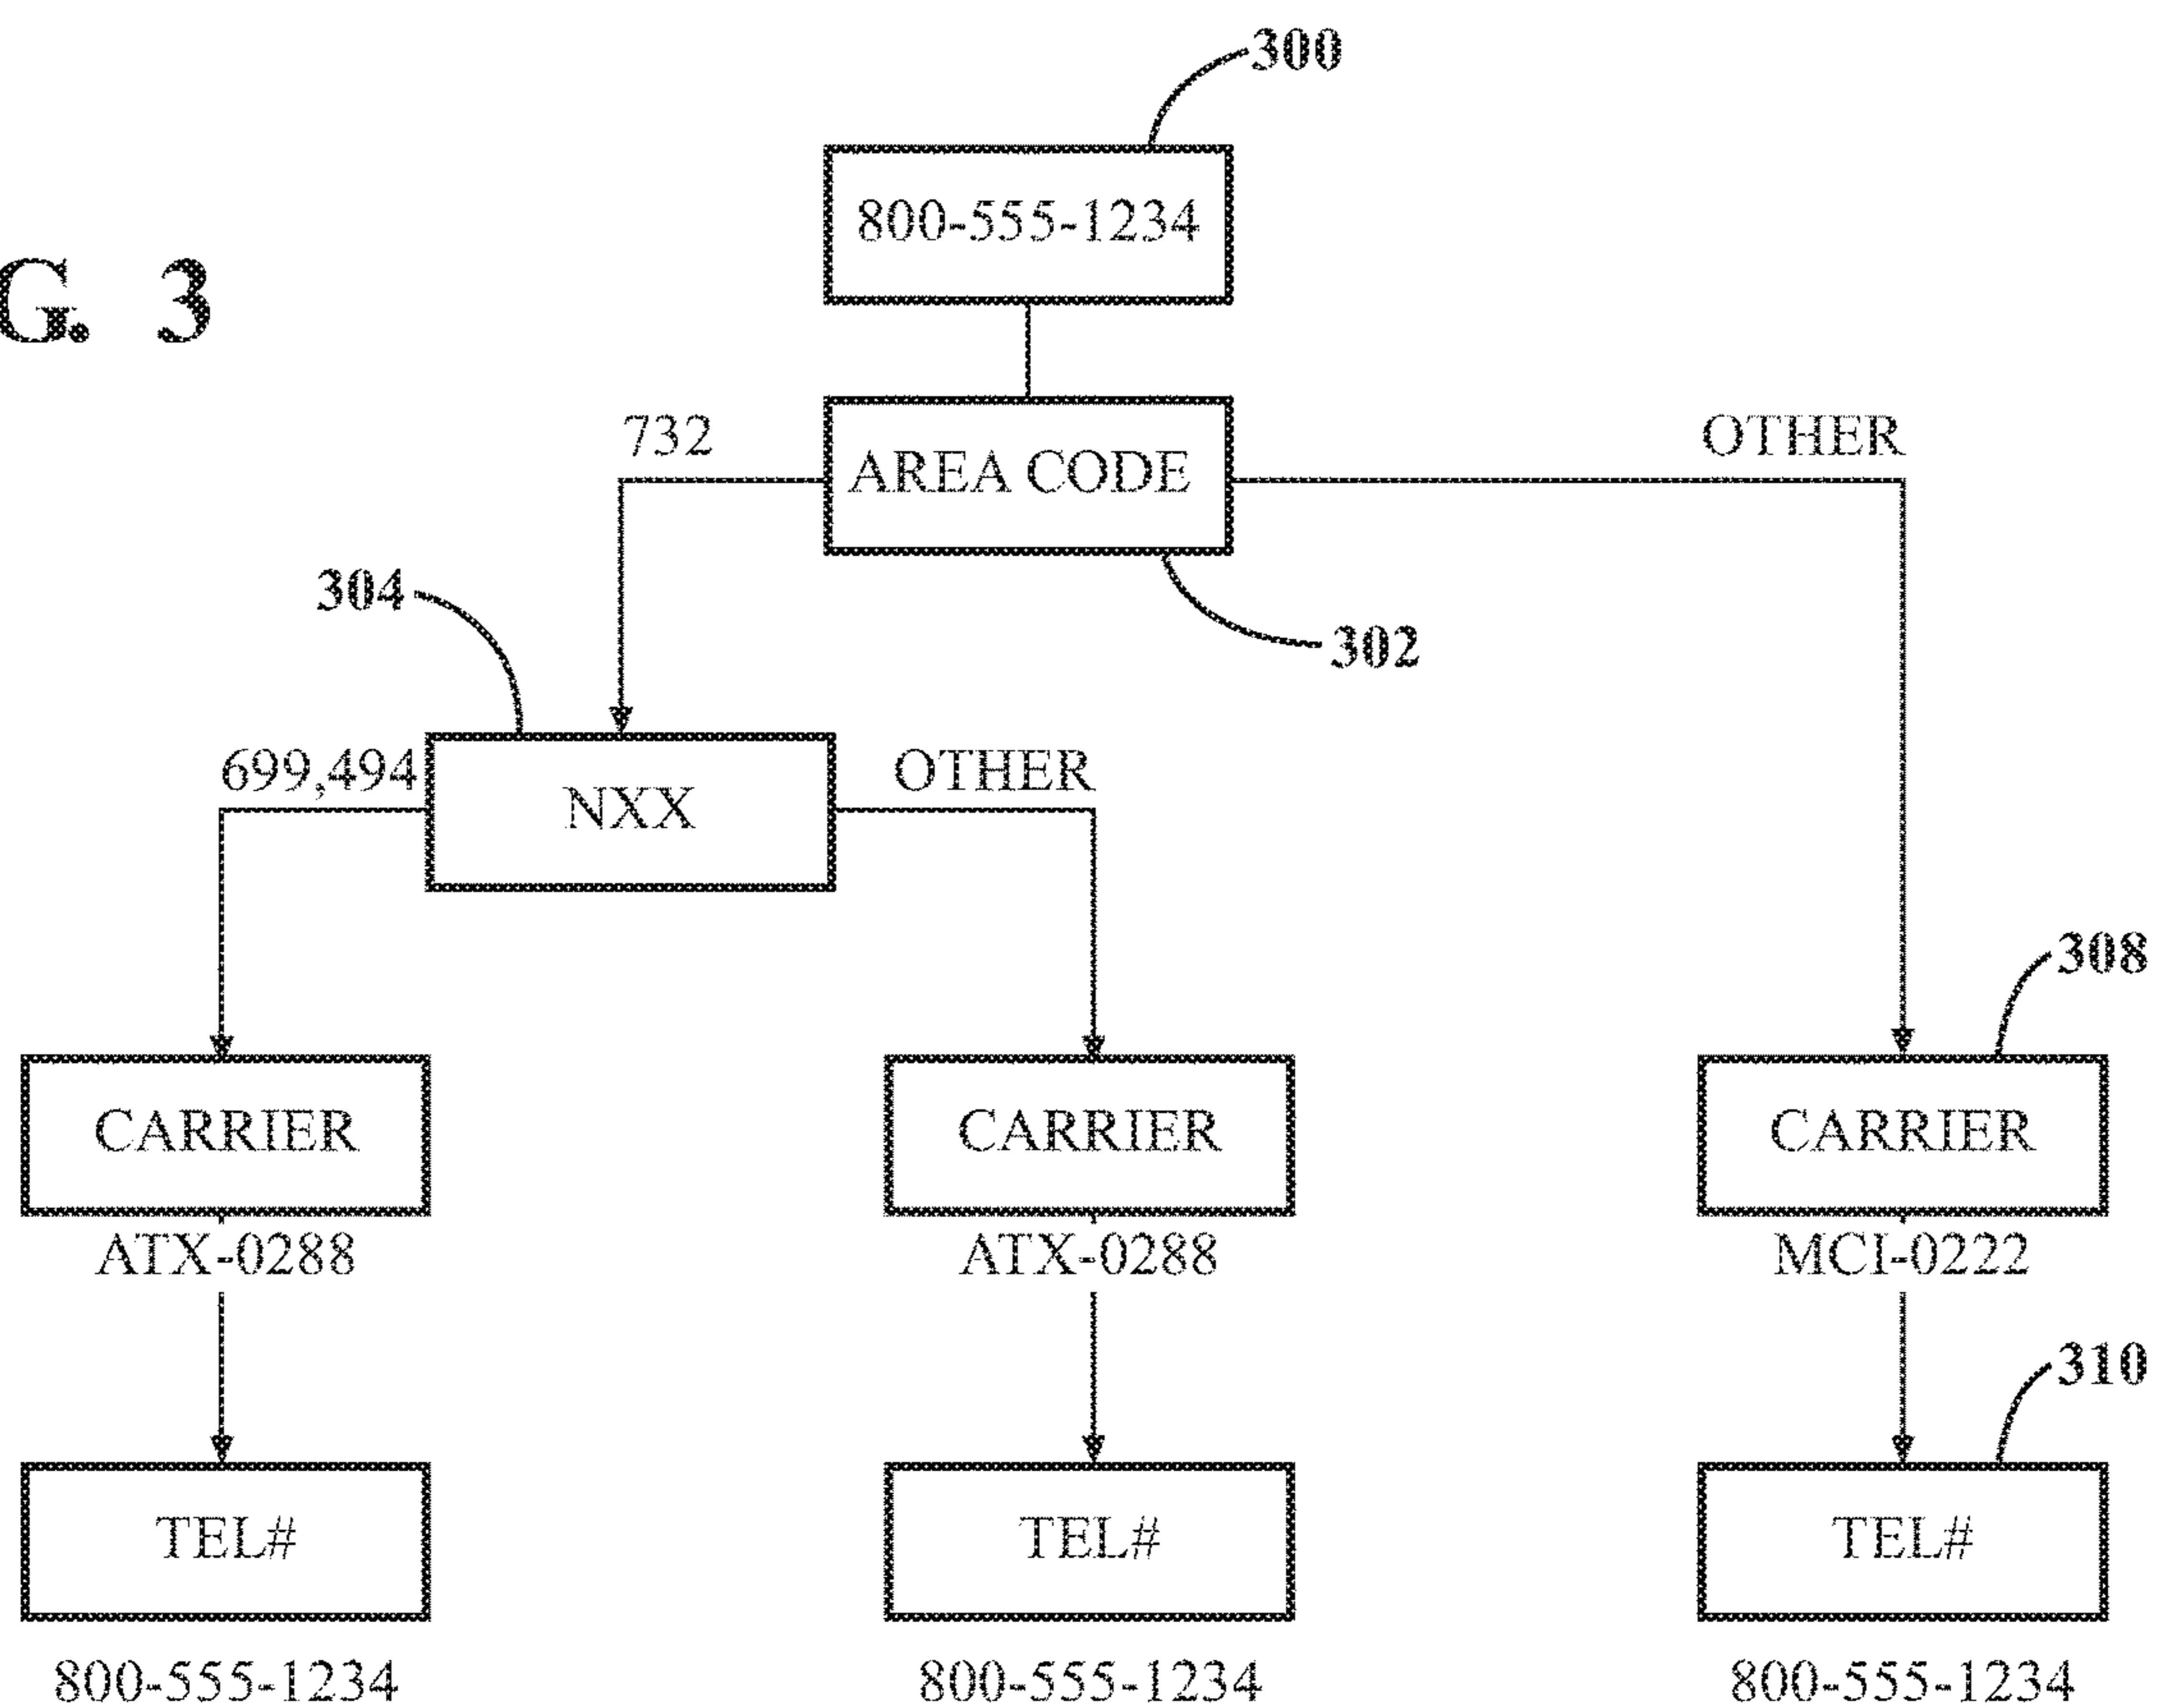 300
800-555-1234
G. 3
732
AREA CODE
OTHER
304
302
699,494
NXX
OTHER
308
CARRIER
CARRIER
CARRIER
ATX-0288
ATX-0288
MCI-0222
310
TEL#
TEL#
TEL#
800-555-1234
800-555-1234
800-555-1234